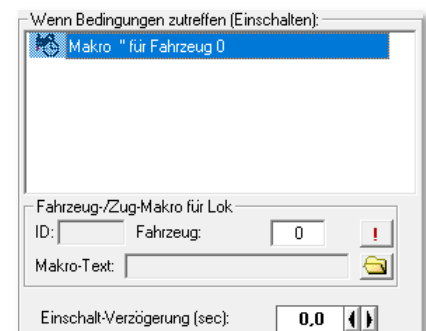 Wenn Bedingungen zutreffen (Einschalten):
Makro '' für Fahrzeug 0
Fahrzeug-/Zug-Makro für Lok
ID: Fahrzeug: 0 !
Makro-Text:
Einschalt-Verzögerung (sec): 0,0